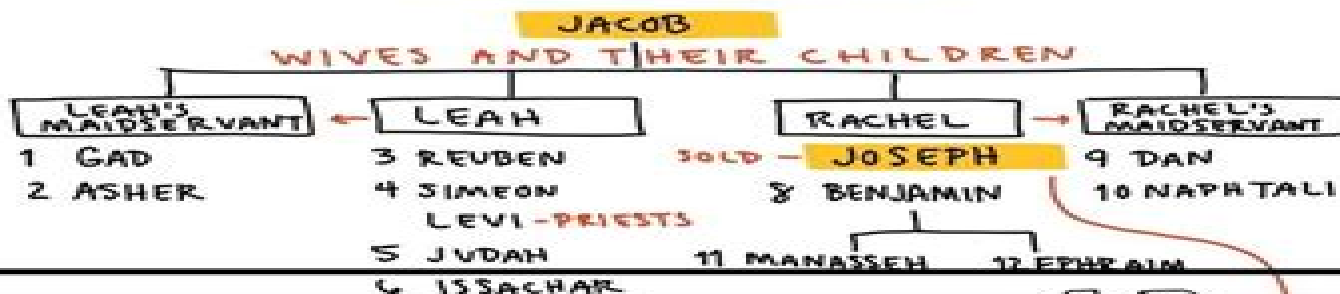 JACOB
WIVES AND THEIR CHILDREN
LEAH'S MAIDSERVANT
LEAH
RACHEL
RACHEL'S MAIDSERVANT
1 GAD
3 REUBEN
SOLD - JOSEPH
9 DAN
2 ASHER
4 SIMEON
8 BENJAMIN
10 NAPHTALI
LEVI - PRIESTS
5 JUDAH
11 MANASSEH
12 EPHRAIM
6 ISSACHAR